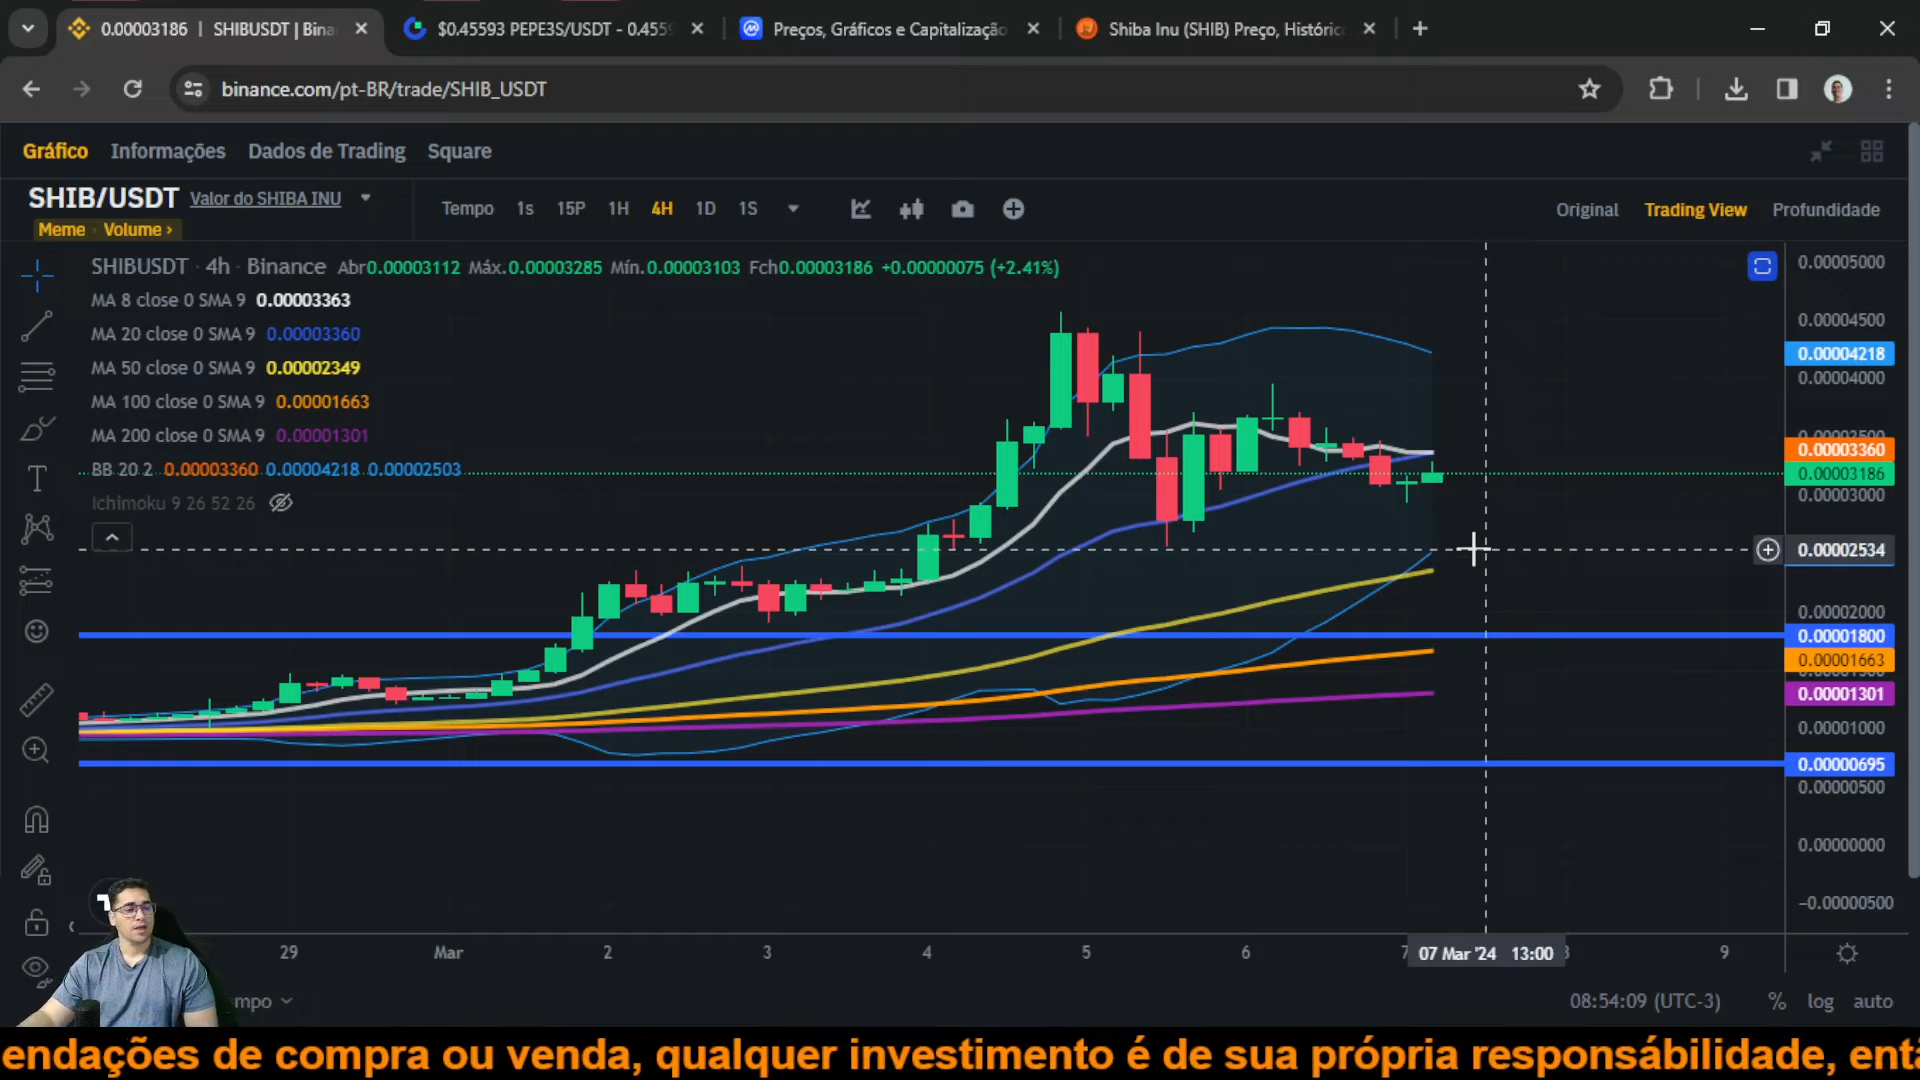 0.00003186 | SHIBUSDT | Bina
$0.45593 PEPE3S/USDT - 0.455
Preços, Gráficos e Capitalização
Shiba Inu (SHIB) Preço, Históric
binance.com/pt-BR/trade/SHIB_USDT
Gráfico Informações Dados de Trading Square
SHIB/USDT Valor do SHIBA INU
Meme Volume ›
Tempo 1s 15P 1H 4H 1D 1S
Original Trading View Profundidade
SHIBUSDT · 4h · Binance Abr0.00003112 Máx.0.00003285 Mín.0.00003103 Fch0.00003186 +0.00000075 (+2.41%)
MA 8 close 0 SMA 9 0.00003363
MA 20 close 0 SMA 9 0.00003360
MA 50 close 0 SMA 9 0.00002349
MA 100 close 0 SMA 9 0.00001663
MA 200 close 0 SMA 9 0.00001301
BB 20 2 0.00003360 0.00004218 0.00002503
Ichimoku 9 26 52 26
0.00005000
0.00004500
0.00004218
0.00004000
0.00003360
0.00003186
0.00003000
0.00002534
0.00002000
0.00001800
0.00001663
0.00001301
0.00001000
0.00000695
0.00000500
0.00000000
−0.00000500
29 Mar 2 3 4 5 6 7 07 Mar '24 13:00 9
mpo
08:54:09 (UTC-3) % log auto
endações de compra ou venda, qualquer investimento é de sua própria responsábilidade, entã